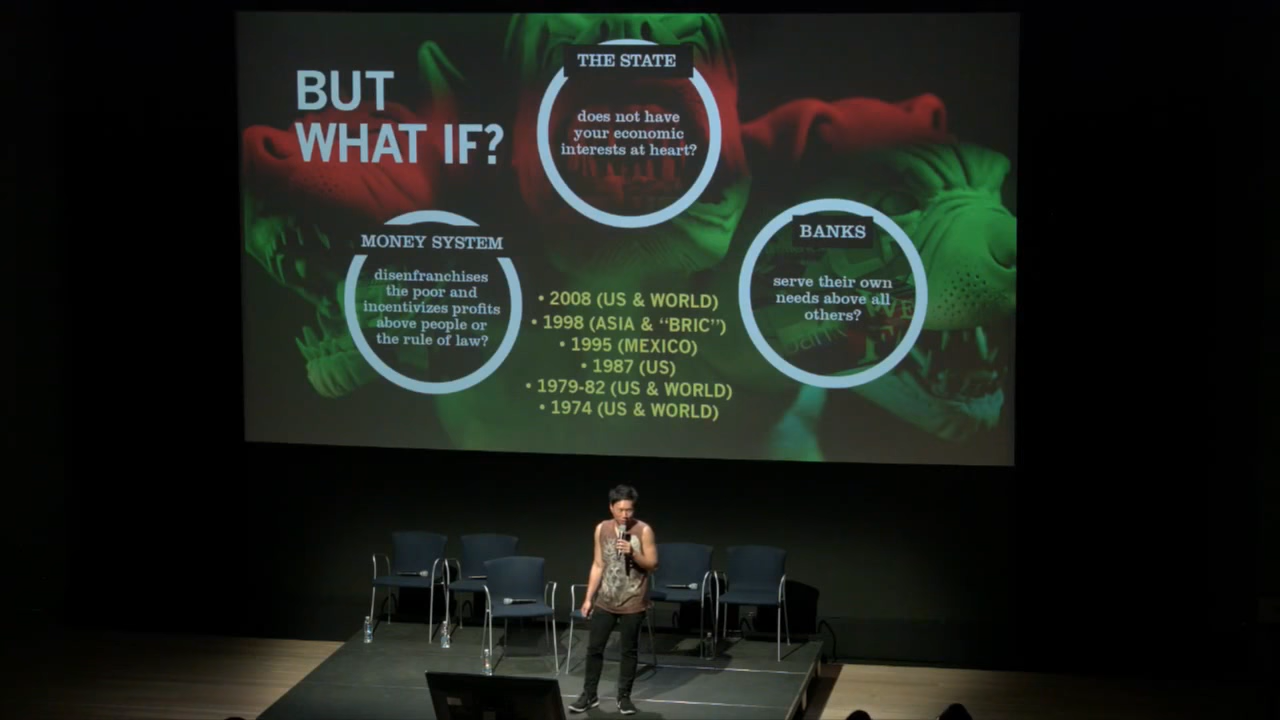 BUT
WHAT IF?
THE STATE
does not have
your economic
interests at heart?
MONEY SYSTEM
disenfranchises
the poor and
incentivizes profits
above people or
the rule of law?
BANKS
serve their own
needs above all
others?
• 2008 (US & WORLD)
• 1998 (ASIA & “BRIC”)
• 1995 (MEXICO)
• 1987 (US)
• 1979-82 (US & WORLD)
• 1974 (US & WORLD)